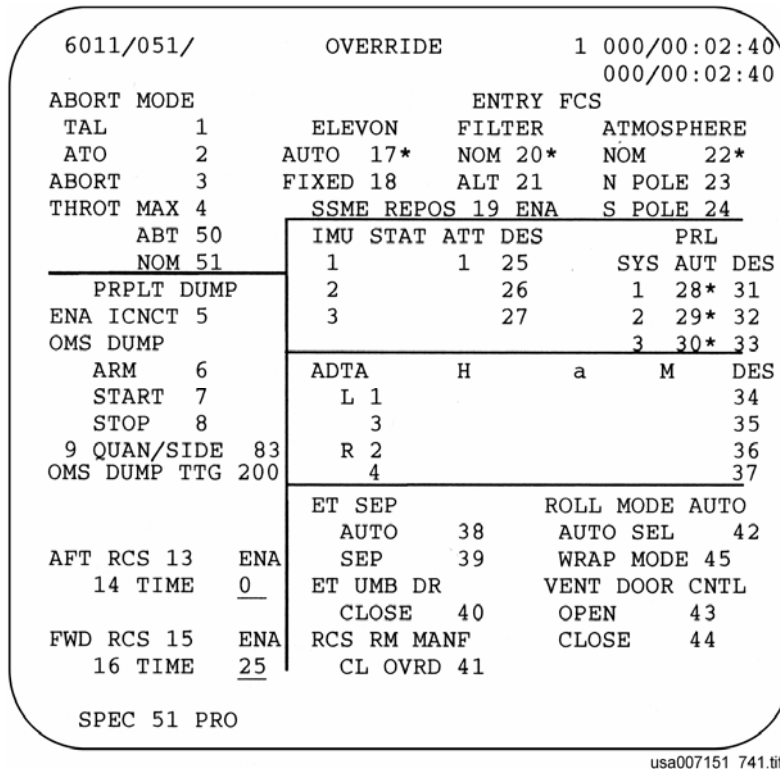 6011/051/ OVERRIDE 1 000/00:02:40
000/00:02:40
ABORT MODE ENTRY FCS
TAL 1 ELEVON FILTER ATMOSPHERE
ATO 2 AUTO 17* NOM 20* NOM 22*
ABORT 3 FIXED 18 ALT 21 N POLE 23
THROT MAX 4 SSME REPOS 19 ENA S POLE 24
ABT 50 IMU STAT ATT DES PRL
NOM 51 1 1 25 SYS AUT DES
PRPLT DUMP 2 26 1 28* 31
ENA ICNCT 5 3 27 2 29* 32
OMS DUMP 3 30* 33
ARM 6 ADTA H a M DES
START 7 L 1 34
STOP 8 3 35
9 QUAN/SIDE 83 R 2 36
OMS DUMP TTG 200 4 37
ET SEP ROLL MODE AUTO
AUTO 38 AUTO SEL 42
AFT RCS 13 ENA SEP 39 WRAP MODE 45
14 TIME 0 ET UMB DR VENT DOOR CNTL
CLOSE 40 OPEN 43
FWD RCS 15 ENA RCS RM MANF CLOSE 44
16 TIME 25 CL OVRD 41
SPEC 51 PRO
usa007151_741.tif